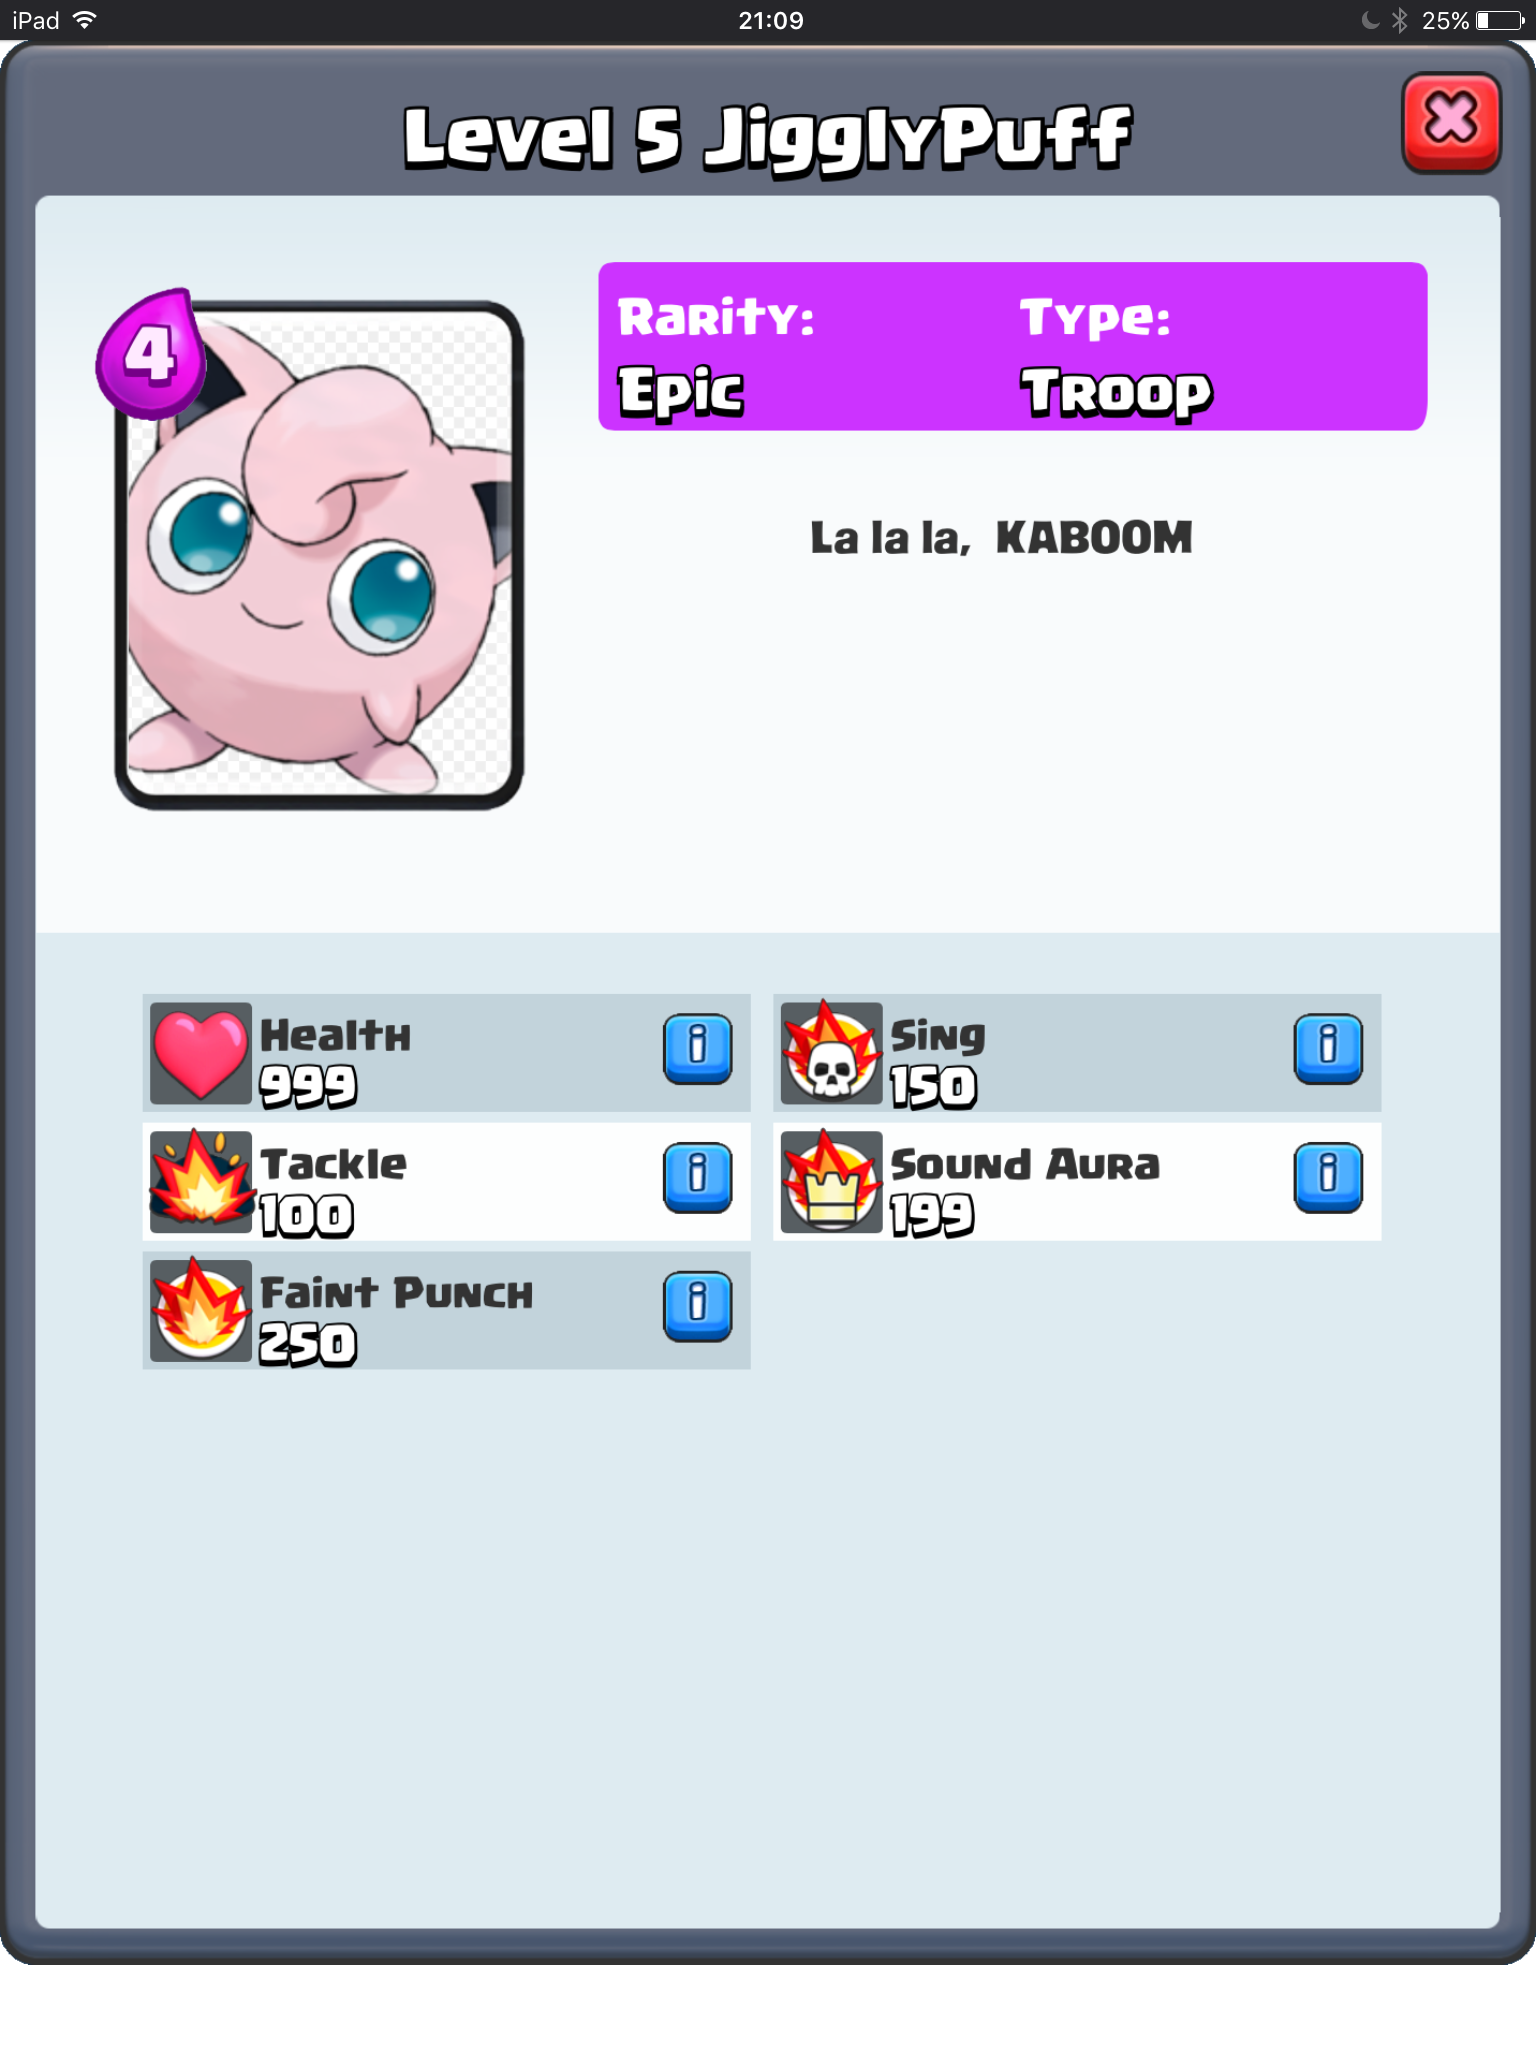 iPad 21:09 25%
Level 5 JigglyPuff
4
Rarity: Type:
Epic Troop
La la la, KABOOM
Health
999
Sing
150
Tackle
100
Sound Aura
199
Faint Punch
250